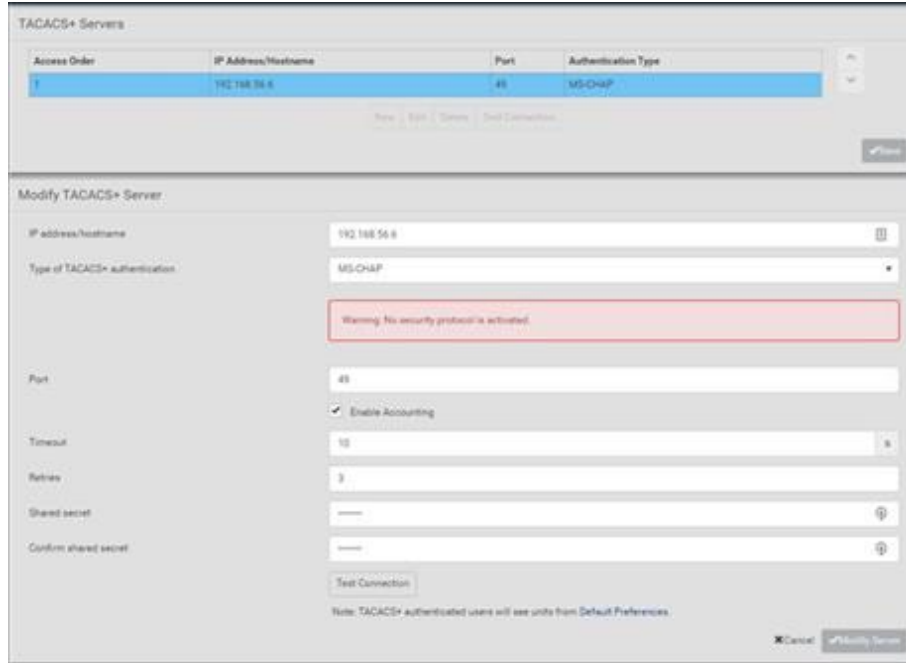 TACACS+ Servers
Access Order IP Address/Hostname Port Authentication Type
1 192.168.56.6 49 MS-CHAP
New Edit Delete Test Connection
Save
Modify TACACS+ Server
IP address/hostname 192.168.56.6
Type of TACACS+ authentication MS-CHAP
Warning: No security protocol is activated.
Port 49
Enable Accounting
Timeout 10 s
Retries 3
Shared secret
Confirm shared secret
Test Connection
Note: TACACS+ authenticated users will see units from Default Preferences.
Cancel Modify Server